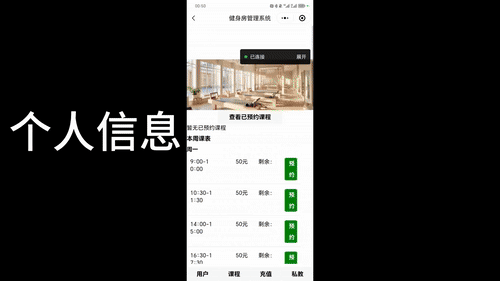 个人信息
00:00
健身房管理系统
已连接
展开
查看已预约课程
暂无已预约课程
本周课表
周一
9:00-10:00
50元
剩余:
预约
10:30-11:30
50元
剩余:
预约
14:00-15:00
50元
剩余:
预约
16:30-17:30
50元
剩余:
预
用户
课程
充值
私教